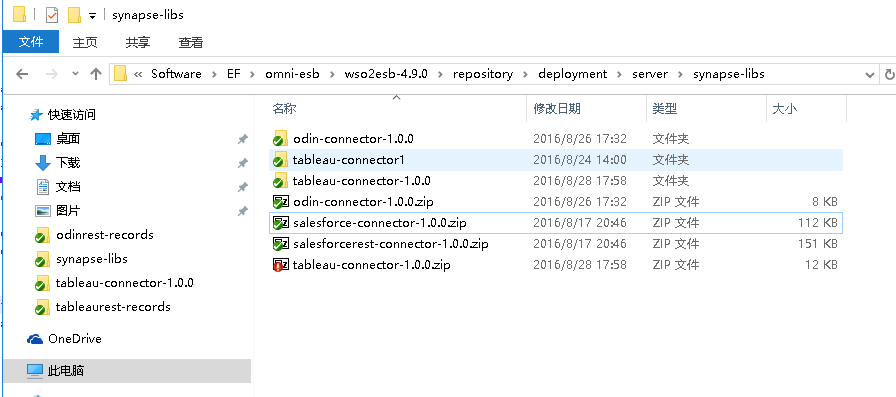 synapse-libs
文件 主页 共享 查看
« Software > EF > omni-esb > wso2esb-4.9.0 > repository > deployment > server > synapse-libs
快速访问
桌面
下载
文档
图片
odinrest-records
synapse-libs
tableau-connector-1.0.0
tableaurest-records
OneDrive
此电脑
名称 修改日期 类型 大小
odin-connector-1.0.0 2016/8/26 17:32 文件夹
tableau-connector1 2016/8/24 14:00 文件夹
tableau-connector-1.0.0 2016/8/28 17:58 文件夹
odin-connector-1.0.0.zip 2016/8/26 17:32 ZIP 文件 8 KB
salesforce-connector-1.0.0.zip 2016/8/17 20:46 ZIP 文件 112 KB
salesforcerest-connector-1.0.0.zip 2016/8/17 20:46 ZIP 文件 151 KB
tableau-connector-1.0.0.zip 2016/8/28 17:58 ZIP 文件 12 KB